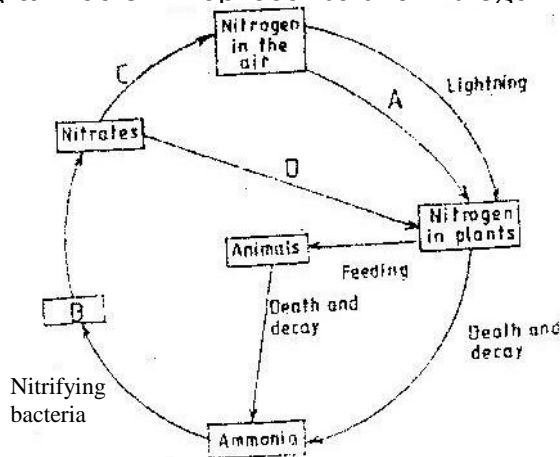 Nitrogen
in the
air
C
Lightning
A
Nitrates
D
Nitrogen
in plants
Animals
Feeding
B
Death and
decay
Death and
decay
Nitrifying
bacteria
Ammonia